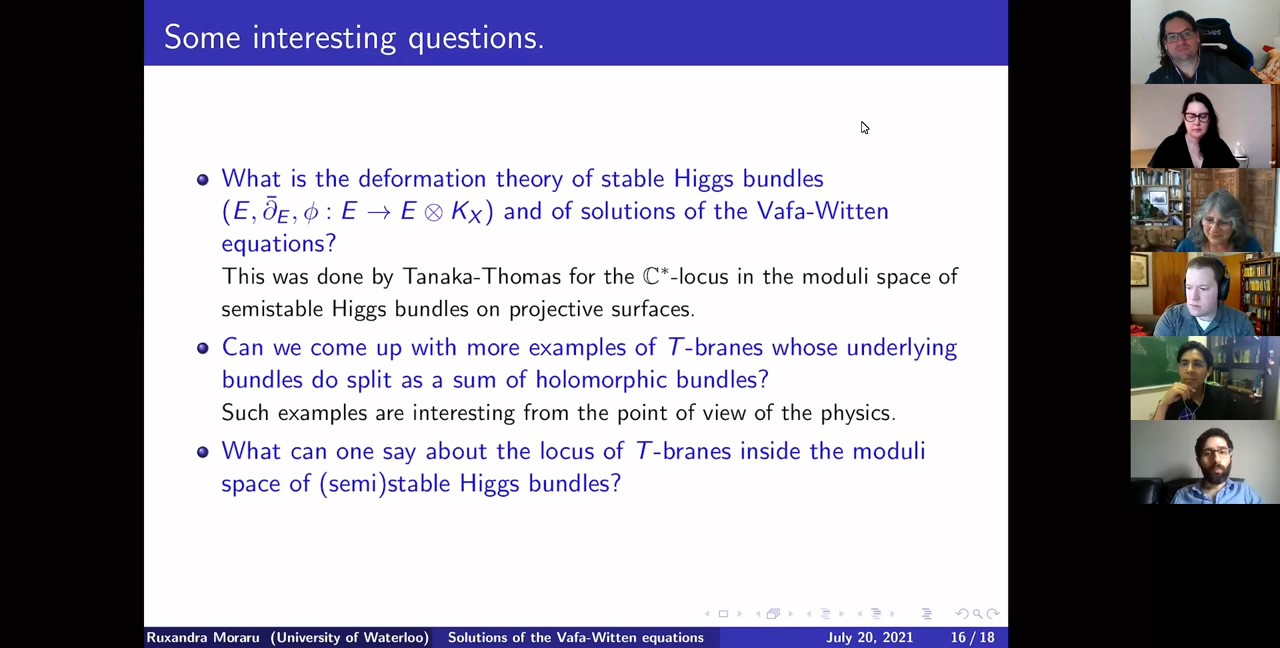 Some interesting questions.
What is the deformation theory of stable Higgs bundles
(E, ∂̄_E, ϕ : E → E ⊗ K_X) and of solutions of the Vafa-Witten
equations?
This was done by Tanaka-Thomas for the ℂ*-locus in the moduli space of
semistable Higgs bundles on projective surfaces.
Can we come up with more examples of T-branes whose underlying
bundles do split as a sum of holomorphic bundles?
Such examples are interesting from the point of view of the physics.
What can one say about the locus of T-branes inside the moduli
space of (semi)stable Higgs bundles?
Ruxandra Moraru (University of Waterloo) Solutions of the Vafa-Witten equations July 20, 2021 16 / 18